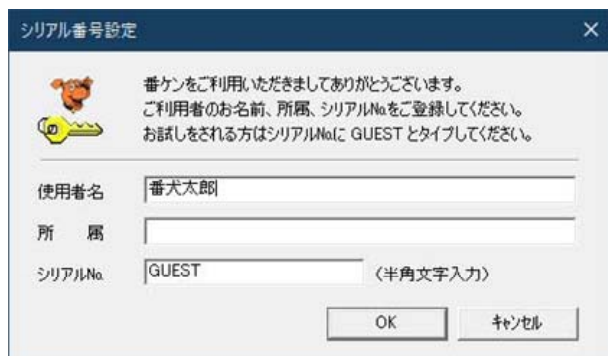 シリアル番号設定
番ケンをご利用いただきましてありがとうございます。
ご利用者のお名前、所属、シリアル№をご登録してください。
お試しをされる方はシリアル№に GUEST とタイプしてください。
使用者名 番犬太郎
所　属
シリアル№ GUEST （半角文字入力）
OK キャンセル